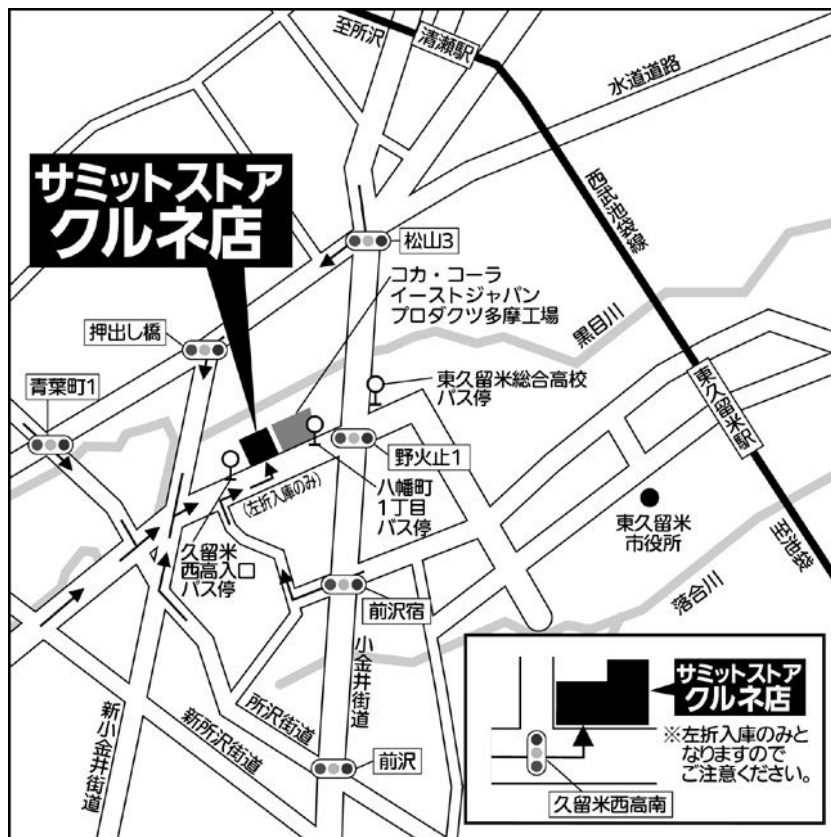 至所沢
清瀬駅
水道道路
サミットストア
クルネ店
西武池袋線
松山3
コカ・コーラ
イーストジャパン
プロダクツ多摩工場
黒目川
押出し橋
東久留米総合高校
バス停
青葉町1
東久留米駅
野火止1
(左折入庫のみ)
八幡町
1丁目
バス停
東久留米
市役所
至池袋
久留米
西高入口
バス停
落合川
前沢宿
小金井街道
所沢街道
新所沢街道
新小金井街道
前沢
サミットストア
クルネ店
※左折入庫のみと
なりますので
ご注意ください。
久留米西高南